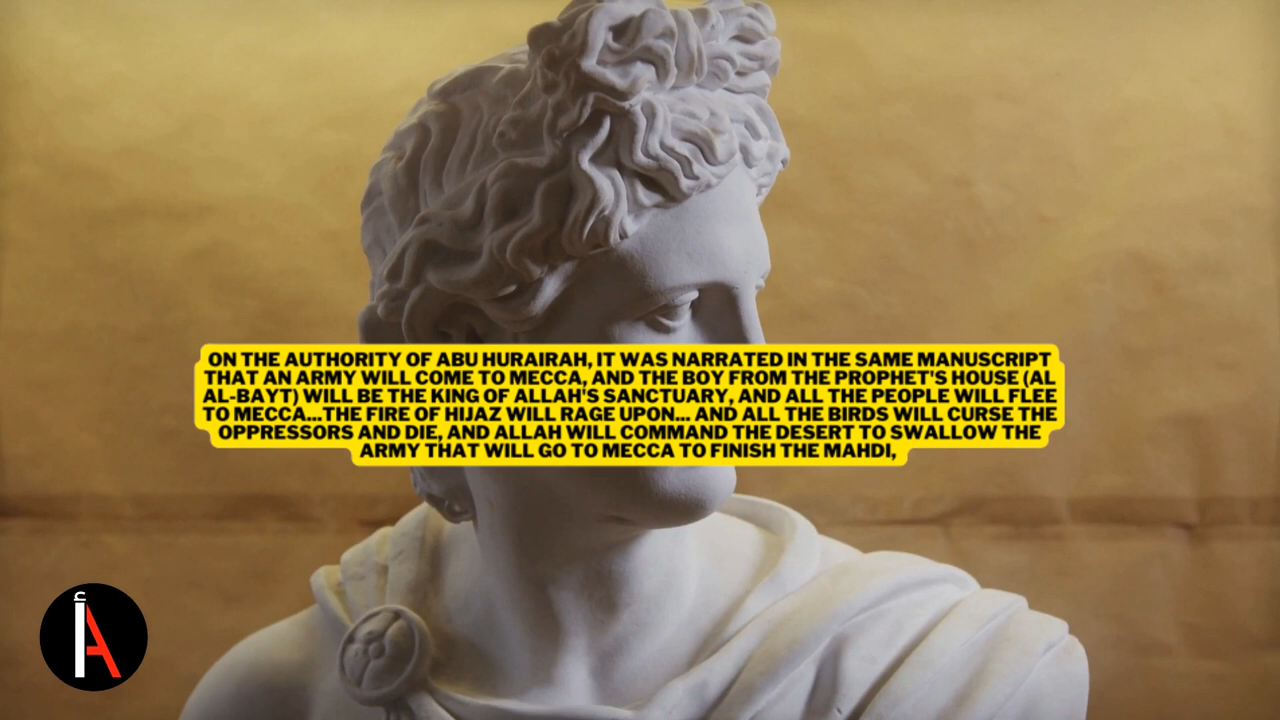 ON THE AUTHORITY OF ABU HURAIRAH, IT WAS NARRATED IN THE SAME MANUSCRIPT
THAT AN ARMY WILL COME TO MECCA, AND THE BOY FROM THE PROPHET'S HOUSE (AL
AL-BAYT) WILL BE THE KING OF ALLAH'S SANCTUARY, AND ALL THE PEOPLE WILL FLEE
TO MECCA...THE FIRE OF HIJAZ WILL RAGE UPON... AND ALL THE BIRDS WILL CURSE THE
OPPRESSORS AND DIE, AND ALLAH WILL COMMAND THE DESERT TO SWALLOW THE
ARMY THAT WILL GO TO MECCA TO FINISH THE MAHDI,
أA